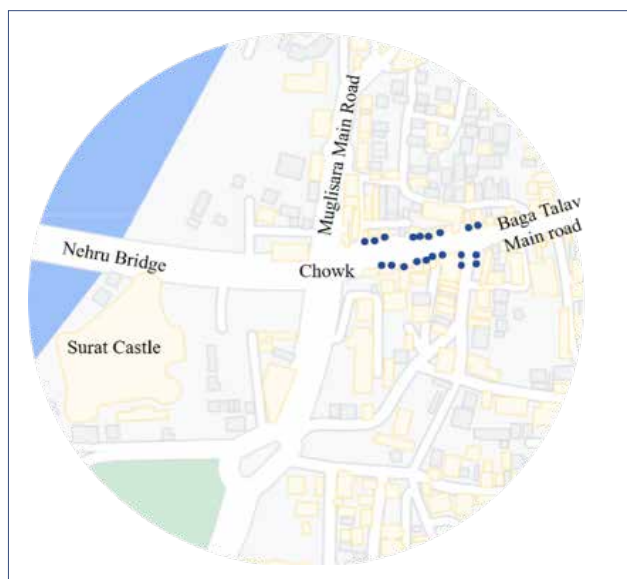 Muglisara Main Road
Baga Talav
Main road
Nehru Bridge
Chowk
Surat Castle